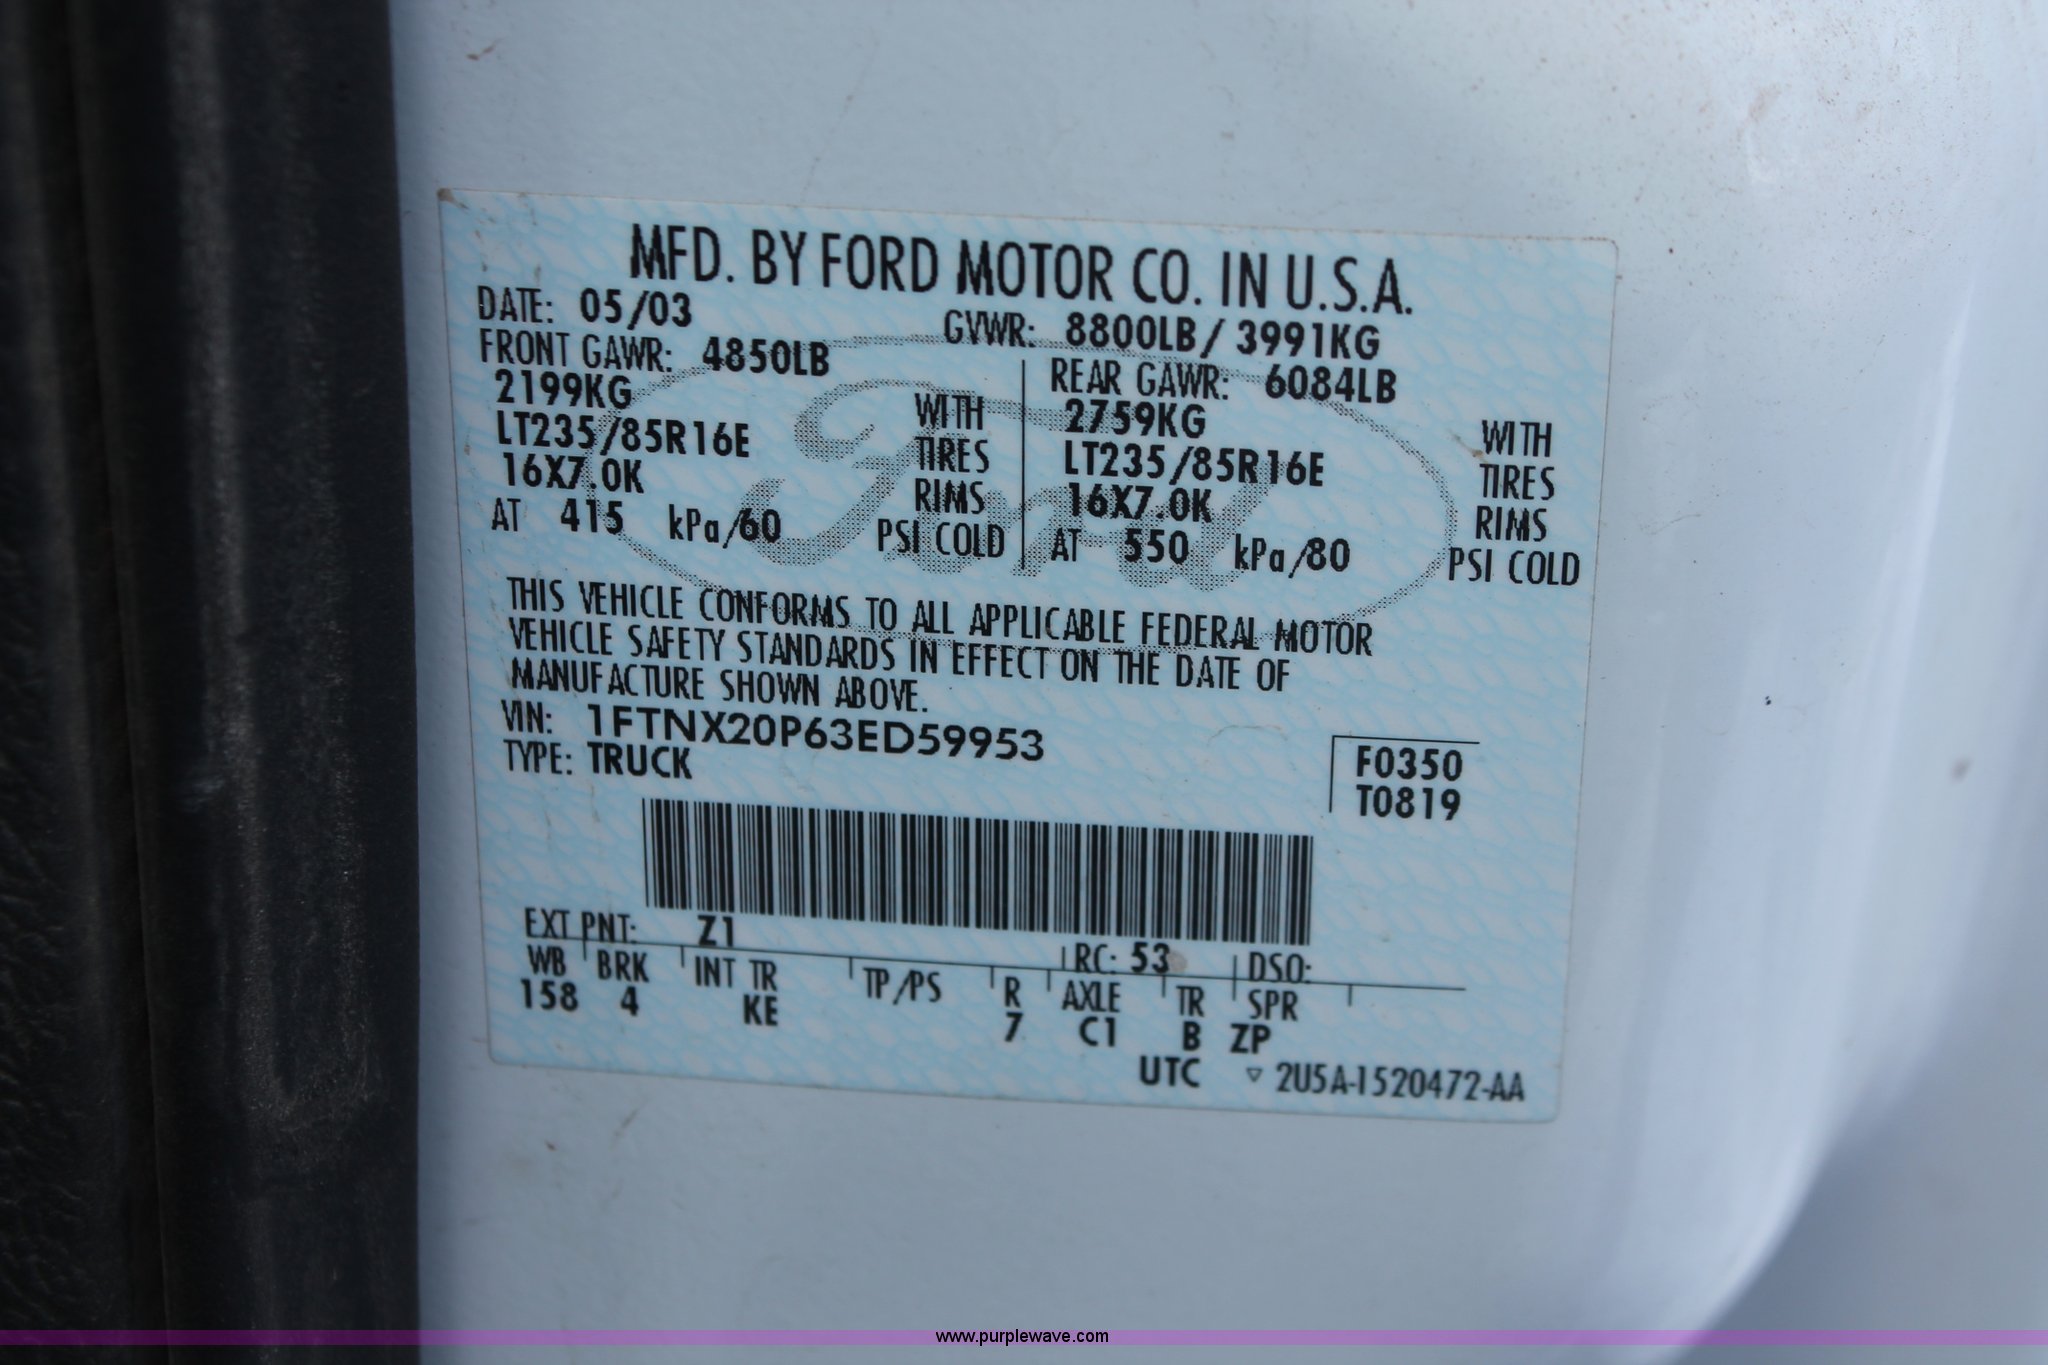 MFD. BY FORD MOTOR CO. IN U.S.A.
DATE: 05/03 GVWR: 8800LB / 3991KG
FRONT GAWR: 4850LB REAR GAWR: 6084LB
2199KG WITH 2759KG WITH
LT235/85R16E TIRES LT235/85R16E TIRES
16X7.0K RIMS 16X7.0K RIMS
AT 415 kPa/60 PSI COLD AT 550 kPa/80 PSI COLD
Ford
THIS VEHICLE CONFORMS TO ALL APPLICABLE FEDERAL MOTOR
VEHICLE SAFETY STANDARDS IN EFFECT ON THE DATE OF
MANUFACTURE SHOWN ABOVE.
VIN: 1FTNX20P63ED59953
TYPE: TRUCK
F0350
T0819
EXT PNT: Z1 RC: 53 DSO:
WB BRK INT TR TP/PS R AXLE TR SPR
158 4 KE 7 C1 B ZP
UTC ▽ 2U5A-1520472-AA
www.purplewave.com